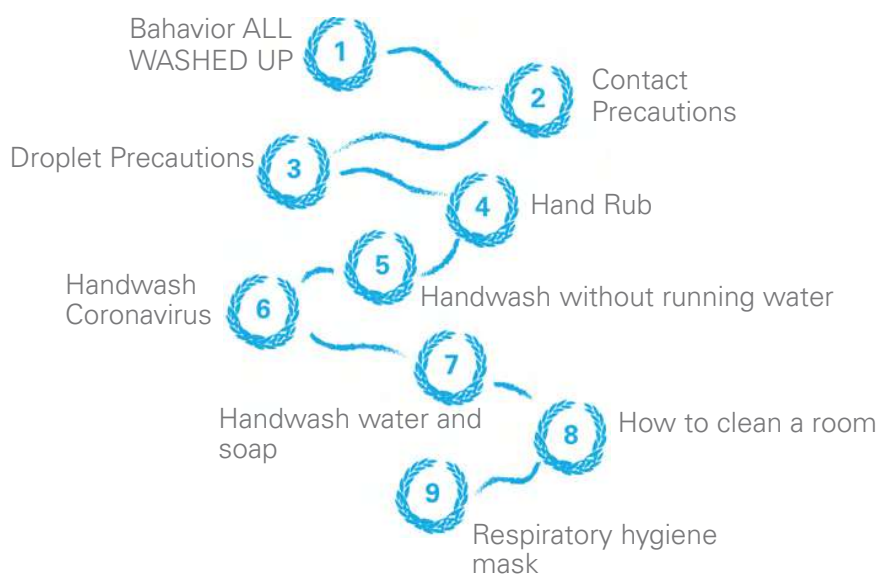 Bahavior ALL
WASHED UP
1
2
Contact
Precautions
Droplet Precautions
3
4
Hand Rub
5
Handwash without running water
Handwash
Coronavirus
6
7
Handwash water and
soap
8
How to clean a room
9
Respiratory hygiene
mask